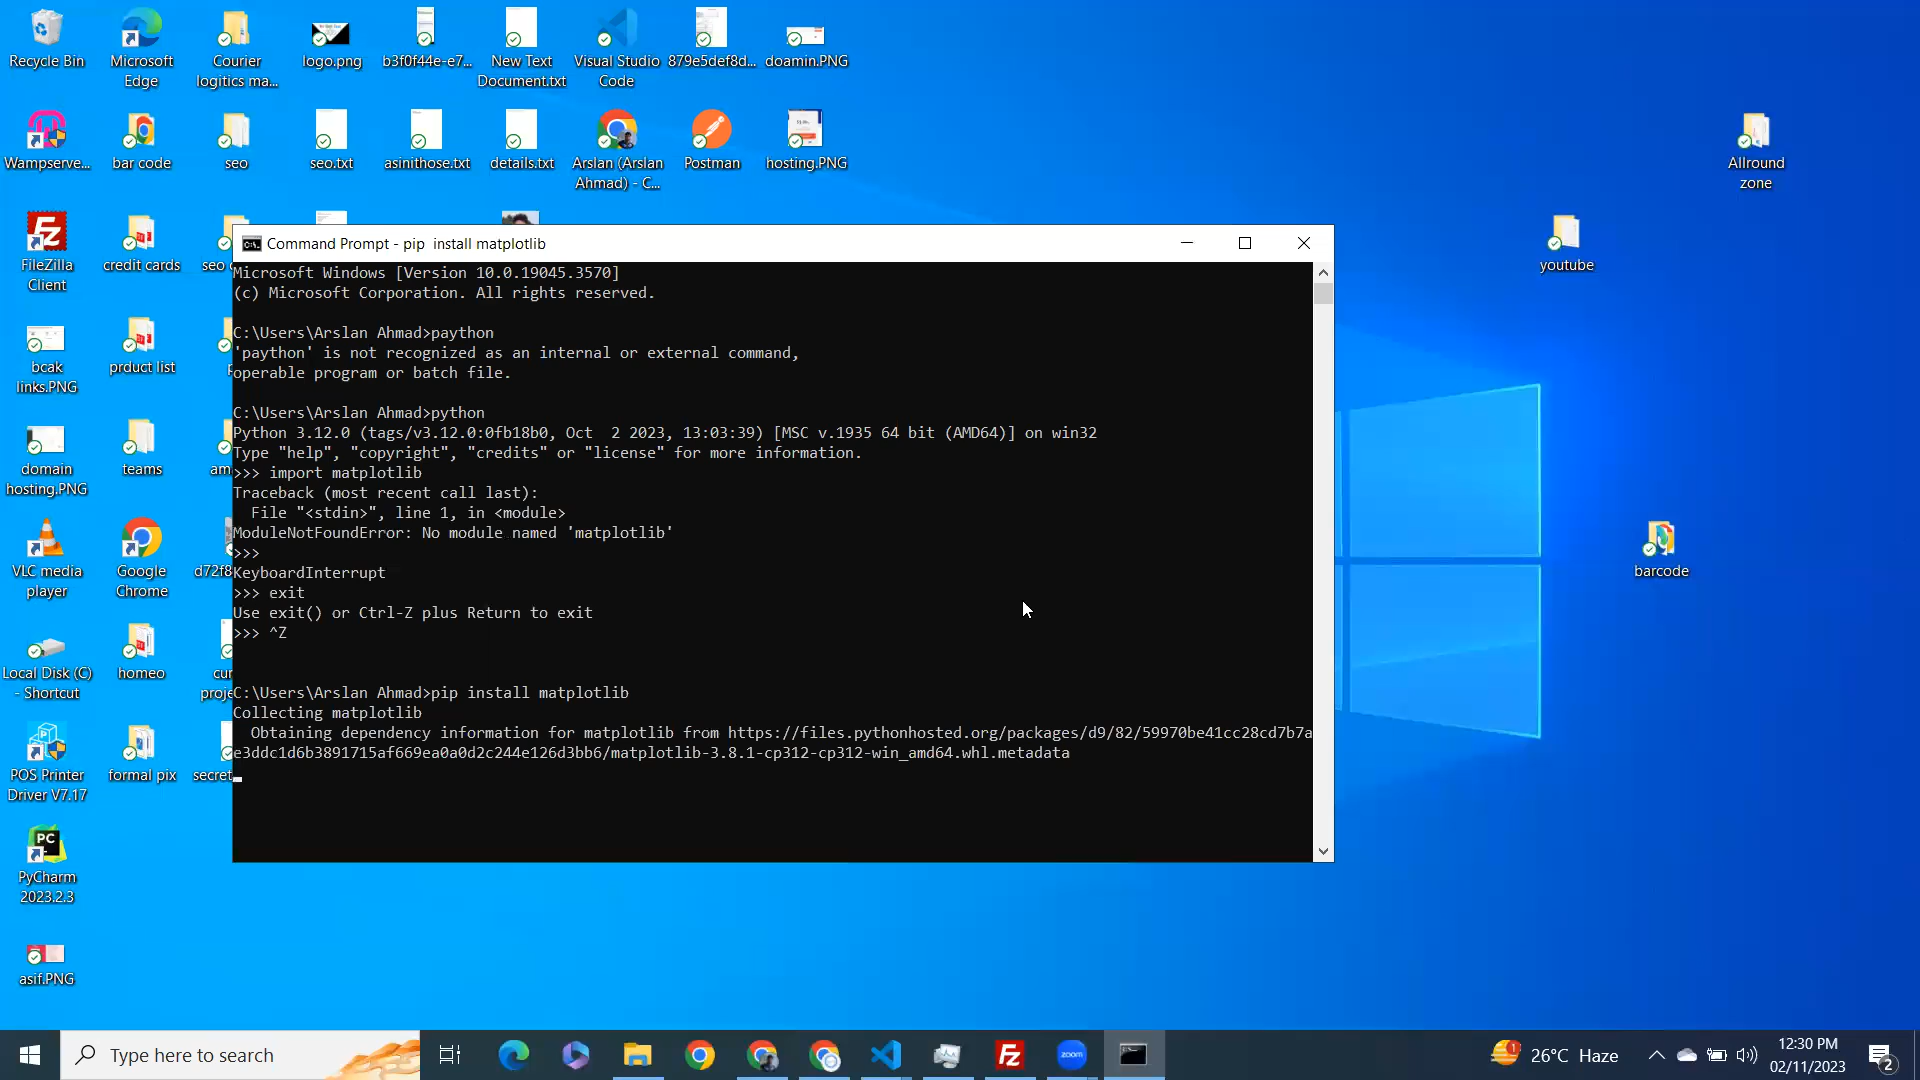 Recycle Bin
Microsoft
Edge
Courier
logitics ma...
logo.png
b3f0f44e-e7...
New Text
Document.txt
Visual Studio
Code
879e5def8d...
doamin.PNG
Wampserve...
bar code
seo
seo.txt
asinithose.txt
details.txt
Arslan (Arslan
Ahmad) - C...
Postman
hosting.PNG
Allround
zone
FileZilla
Client
credit cards
seo
youtube
Command Prompt - pip  install matplotlib
Microsoft Windows [Version 10.0.19045.3570]
(c) Microsoft Corporation. All rights reserved.
C:\Users\Arslan Ahmad>paython
'paython' is not recognized as an internal or external command,
operable program or batch file.
C:\Users\Arslan Ahmad>python
Python 3.12.0 (tags/v3.12.0:0fb18b0, Oct  2 2023, 13:03:39) [MSC v.1935 64 bit (AMD64)] on win32
Type "help", "copyright", "credits" or "license" for more information.
>>> import matplotlib
Traceback (most recent call last):
  File "<stdin>", line 1, in <module>
ModuleNotFoundError: No module named 'matplotlib'
>>>
KeyboardInterrupt
>>> exit
Use exit() or Ctrl-Z plus Return to exit
>>> ^Z
C:\Users\Arslan Ahmad>pip install matplotlib
Collecting matplotlib
  Obtaining dependency information for matplotlib from https://files.pythonhosted.org/packages/d9/82/59970be41cc28cd7b7a
e3ddc1d6b3891715af669ea0a0d2c244e126d3bb6/matplotlib-3.8.1-cp312-cp312-win_amd64.whl.metadata
bcak
links.PNG
prduct list
domain
hosting.PNG
teams
am
VLC media
player
Google
Chrome
d72f8
barcode
Local Disk (C)
- Shortcut
homeo
cur
proje
POS Printer
Driver V7.17
formal pix
secret
PC
PyCharm
2023.2.3
asif.PNG
Type here to search
zoom
26°C  Haze
12:30 PM
02/11/2023
2